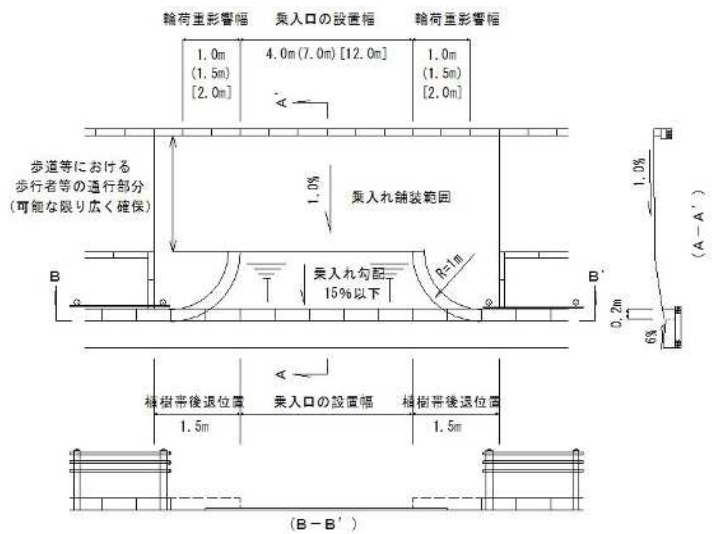 輪荷重影響幅 乗入口の設置幅 輪荷重影響幅
1.0m 4.0m(7.0m)[12.0m] 1.0m
(1.5m) (1.5m)
[2.0m] [2.0m]
A'
歩道等における
歩行者等の通行部分
(可能な限り広く確保)
1.0%
乗入れ舗装範囲
1.0%
(A-A')
B
乗入れ勾配
15%以下
R=1m
B'
0.2m
6%
A
植樹帯後退位置 乗入口の設置幅 植樹帯後退位置
1.5m 1.5m
(B-B')